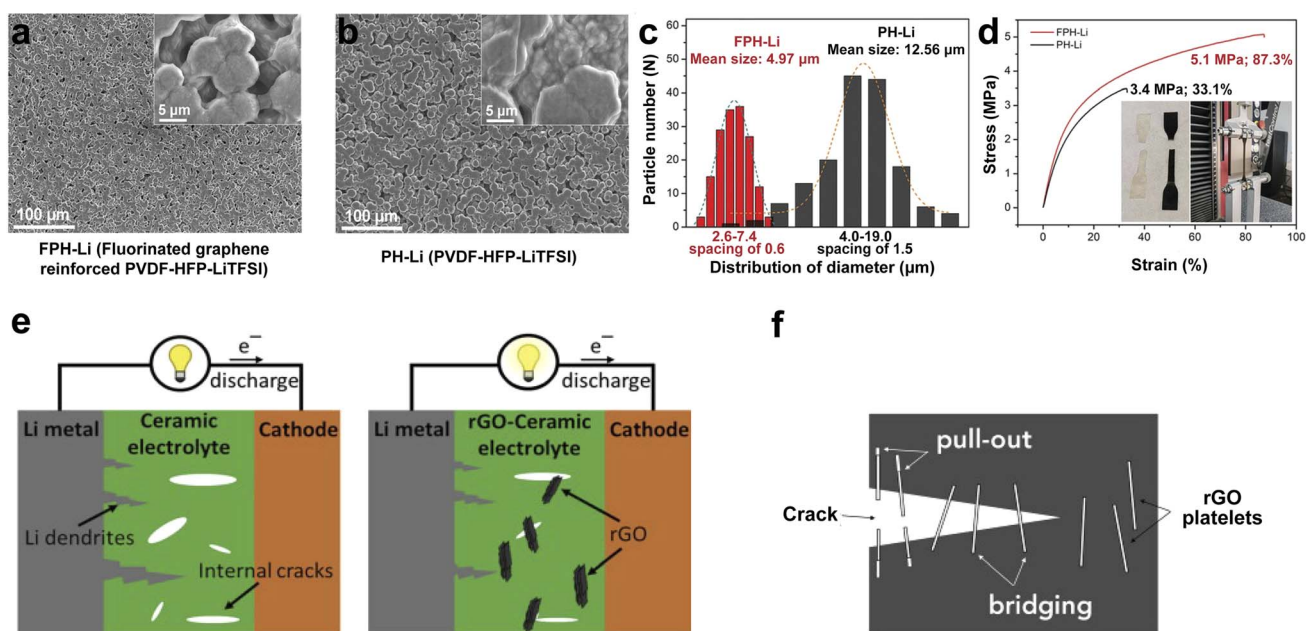 a
5 µm
100 µm
FPH-Li (Fluorinated graphene
reinforced PVDF-HFP-LiTFSI)
b
5 µm
100 µm
PH-Li (PVDF-HFP-LiTFSI)
c
FPH-Li
Mean size: 4.97 µm
PH-Li
Mean size: 12.56 µm
Particle number (N)
60
50
40
30
20
10
0
2.6-7.4
spacing of 0.6
4.0-19.0
spacing of 1.5
Distribution of diameter (µm)
d
FPH-Li
PH-Li
5.1 MPa; 87.3%
3.4 MPa; 33.1%
Stress (MPa)
5
4
3
2
1
0
0 20 40 60 80 100
Strain (%)
e
e⁻
discharge
Li metal
Ceramic
electrolyte
Cathode
Li dendrites
Internal cracks
e⁻
discharge
Li metal
rGO-Ceramic
electrolyte
Cathode
rGO
f
pull-out
Crack
rGO
platelets
bridging